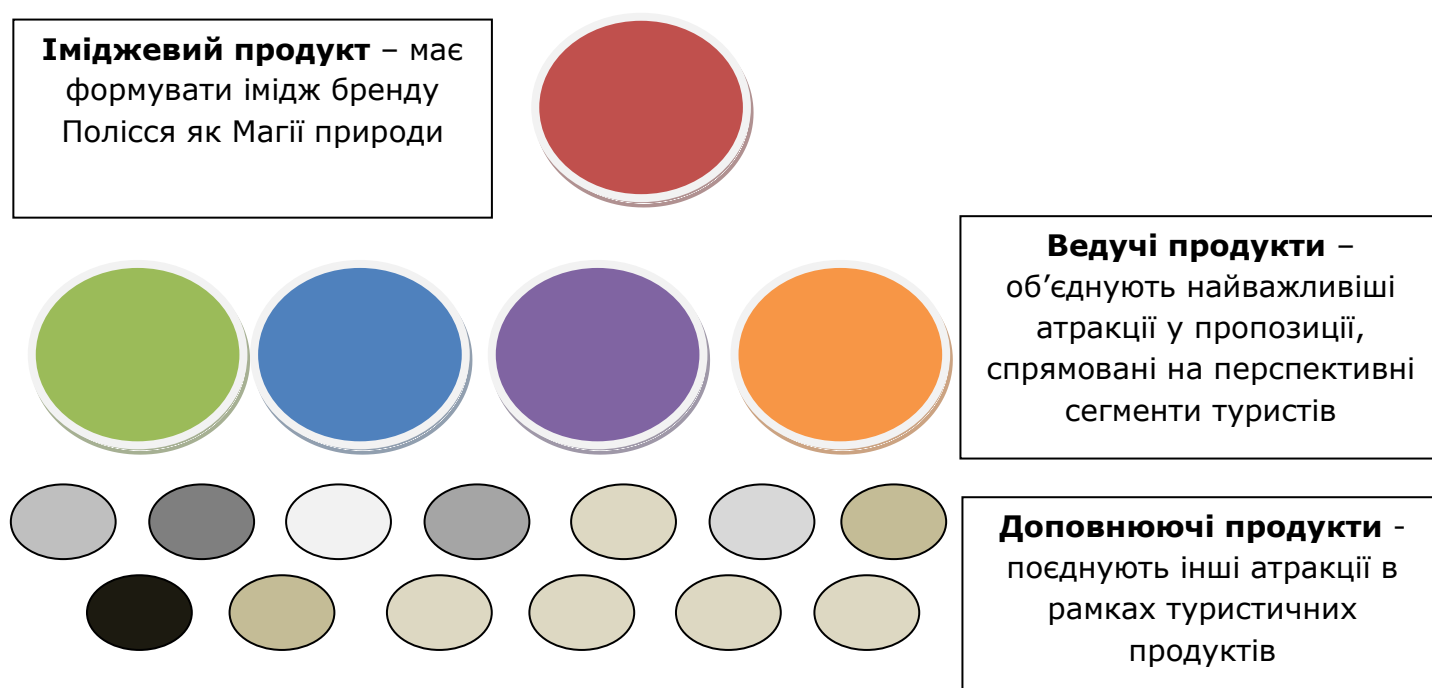 Іміджевий продукт – має
формувати імідж бренду
Полісся як Магії природи
Ведучі продукти –
об’єднують найважливіші
атракції у пропозиції,
спрямовані на перспективні
сегменти туристів
Доповнюючі продукти -
поєднують інші атракції в
рамках туристичних
продуктів